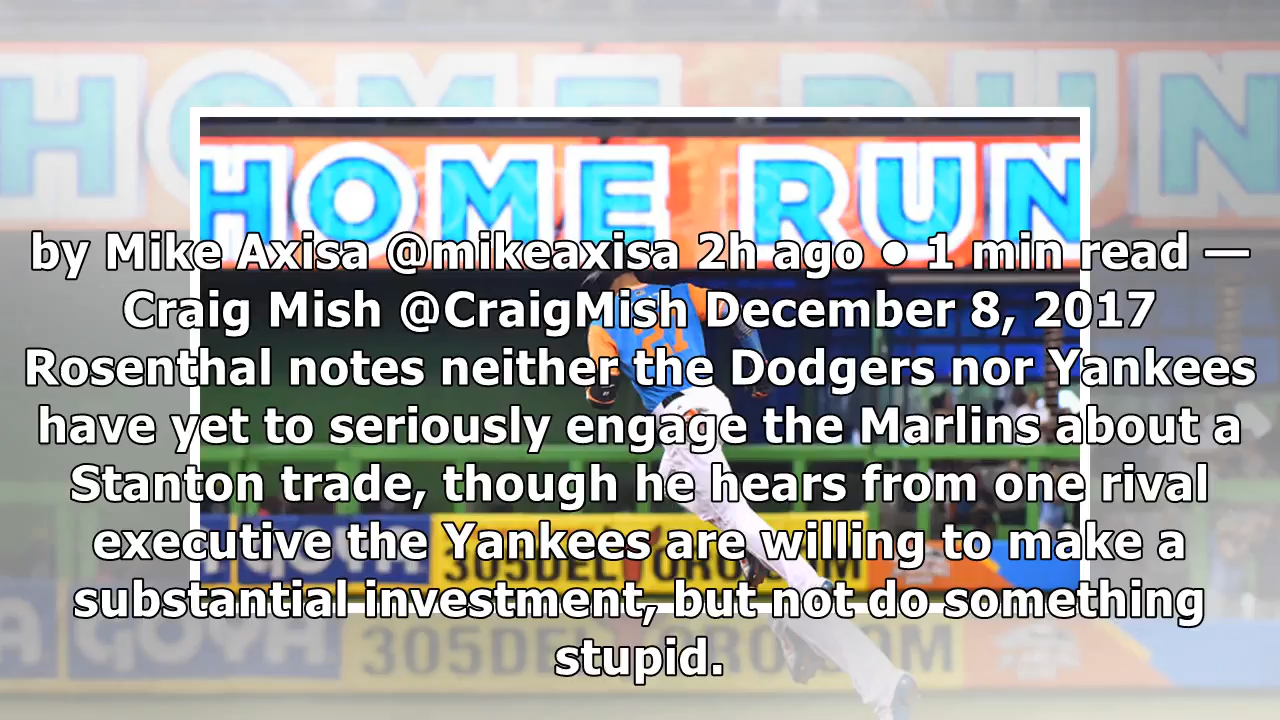 HOME RUN
by Mike Axisa @mikeaxisa 2h ago • 1 min read —
Craig Mish @CraigMish December 8, 2017
Rosenthal notes neither the Dodgers nor Yankees
have yet to seriously engage the Marlins about a
Stanton trade, though he hears from one rival
executive the Yankees are willing to make a
substantial investment, but not do something
stupid.
27
GOYA